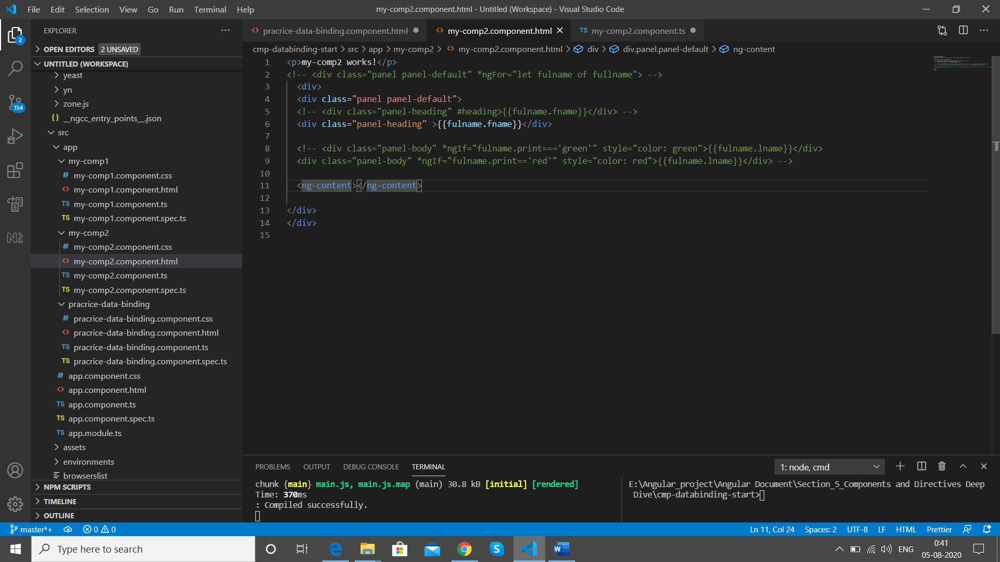 File Edit Selection View Go Run Terminal Help
my-comp2.component.html - Untitled (Workspace) - Visual Studio Code
EXPLORER
OPEN EDITORS 2 UNSAVED
UNTITLED (WORKSPACE)
yeast
yn
zone.js
{} __ngcc_entry_points__.json
src
app
my-comp1
# my-comp1.component.css
<> my-comp1.component.html
TS my-comp1.component.ts
TS my-comp1.component.spec.ts
my-comp2
# my-comp2.component.css
<> my-comp2.component.html
TS my-comp2.component.ts
TS my-comp2.component.spec.ts
pracrice-data-binding
# pracrice-data-binding.component.css
<> pracrice-data-binding.component.html
TS pracrice-data-binding.component.ts
TS pracrice-data-binding.component.spec.ts
# app.component.css
<> app.component.html
TS app.component.ts
TS app.component.spec.ts
TS app.module.ts
assets
environments
browserslist
NPM SCRIPTS
TIMELINE
OUTLINE
2
154
<> pracrice-data-binding.component.html
<> my-comp2.component.html
TS my-comp2.component.ts
cmp-databinding-start > src > app > my-comp2 > <> my-comp2.component.html > div > div.panel.panel-default > ng-content
1 <p>my-comp2 works!</p>
2 <!-- <div class="panel panel-default" *ngFor="let fulname of fullname"> -->
3 <div>
4 <div class="panel panel-default">
5 <!-- <div class="panel-heading" #heading>{{fulname.fname}}</div> -->
6 <div class="panel-heading" >{{fulname.fname}}</div>
7
8 <!-- <div class="panel-body" *ngIf="fulname.print==='green'" style="color: green">{{fulname.lname}}</div>
9 <div class="panel-body" *ngIf="fulname.print=='red'" style="color: red">{{fulname.lname}}</div> -->
10
11 <ng-content></ng-content>
12
13 </div>
14 </div>
15
PROBLEMS OUTPUT DEBUG CONSOLE TERMINAL
1: node, cmd
chunk {main} main.js, main.js.map (main) 30.8 kB [initial] [rendered]
Time: 370ms
: Compiled successfully.
E:\Angular_project\Angular Document\Section_5_Components and Directives Deep
Dive\cmp-databinding-start>
master*+ 0 0
Ln 11, Col 24 Spaces: 2 UTF-8 LF HTML Prettier
Type here to search
ENG
0:41
05-08-2020